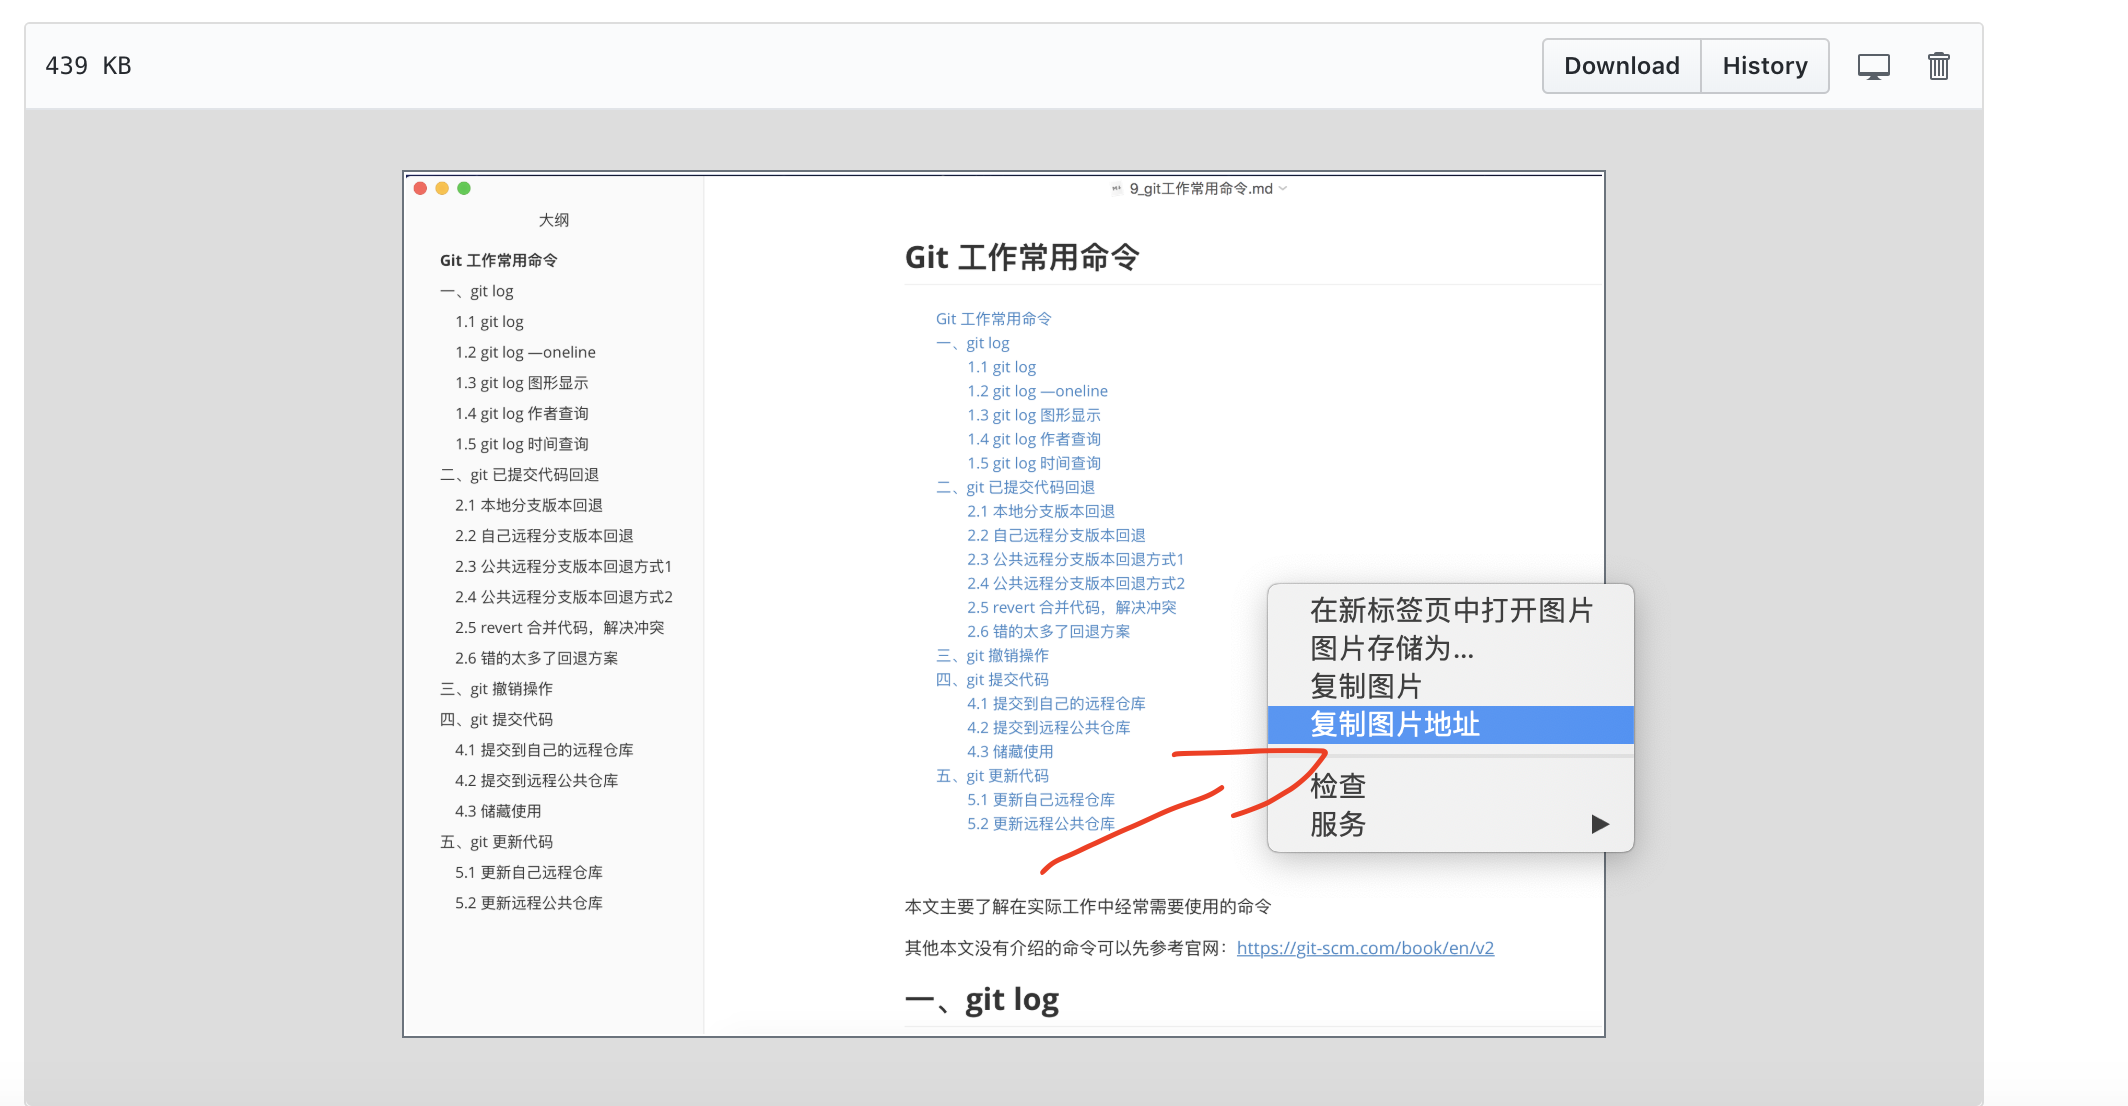 439 KB
Download
History
9_git工作常用命令.md
大纲
Git 工作常用命令
一、git log
1.1 git log
1.2 git log —oneline
1.3 git log 图形显示
1.4 git log 作者查询
1.5 git log 时间查询
二、git 已提交代码回退
2.1 本地分支版本回退
2.2 自己远程分支版本回退
2.3 公共远程分支版本回退方式1
2.4 公共远程分支版本回退方式2
2.5 revert 合并代码，解决冲突
2.6 错的太多了回退方案
三、git 撤销操作
四、git 提交代码
4.1 提交到自己的远程仓库
4.2 提交到远程公共仓库
4.3 储藏使用
五、git 更新代码
5.1 更新自己远程仓库
5.2 更新远程公共仓库
Git 工作常用命令
Git 工作常用命令
一、git log
1.1 git log
1.2 git log —oneline
1.3 git log 图形显示
1.4 git log 作者查询
1.5 git log 时间查询
二、git 已提交代码回退
2.1 本地分支版本回退
2.2 自己远程分支版本回退
2.3 公共远程分支版本回退方式1
2.4 公共远程分支版本回退方式2
2.5 revert 合并代码，解决冲突
2.6 错的太多了回退方案
三、git 撤销操作
四、git 提交代码
4.1 提交到自己的远程仓库
4.2 提交到远程公共仓库
4.3 储藏使用
五、git 更新代码
5.1 更新自己远程仓库
5.2 更新远程公共仓库
本文主要了解在实际工作中经常需要使用的命令
其他本文没有介绍的命令可以先参考官网：https://git-scm.com/book/en/v2
一、git log
在新标签页中打开图片
图片存储为...
复制图片
复制图片地址
检查
服务